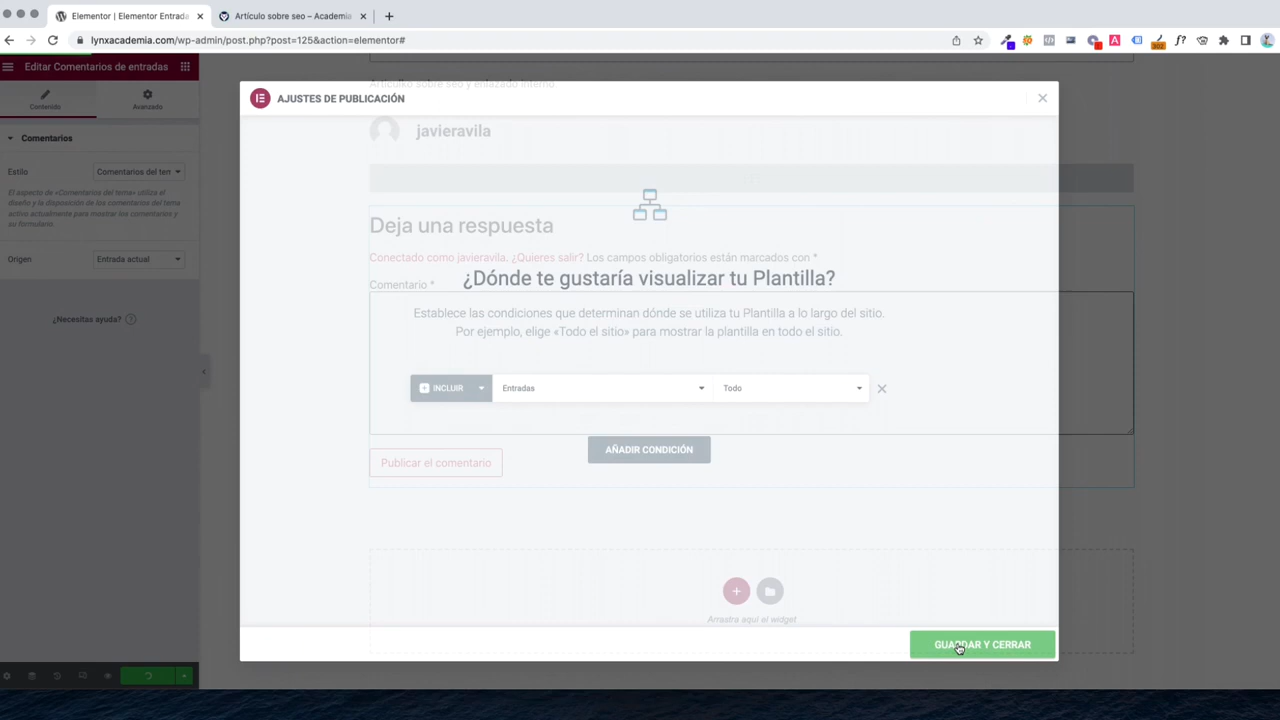 Elementor | Elementor Entrada
Artículo sobre seo – Academia
lynxacademia.com/wp-admin/post.php?post=125&action=elementor#
302
Editar Comentarios de entradas
Contenido
Avanzado
Comentarios
Estilo
Comentarios del tem
El aspecto de «Comentarios del tema» utiliza el
diseño y la disposición de los comentarios del tema
activo actualmente para mostrar los comentarios y
su formulario.
Origen
Entrada actual
¿Necesitas ayuda?
Articulko sobre seo y enlazado interno.
AJUSTES DE PUBLICACIÓN
javieravila
Deja una respuesta
Conectado como javieravila. ¿Quieres salir? Los campos obligatorios están marcados con *
¿Dónde te gustaría visualizar tu Plantilla?
Comentario *
Establece las condiciones que determinan dónde se utiliza tu Plantilla a lo largo del sitio.
Por ejemplo, elige «Todo el sitio» para mostrar la plantilla en todo el sitio.
INCLUIR
Entradas
Todo
AÑADIR CONDICIÓN
Publicar el comentario
Arrastra aquí el widget
GUARDAR Y CERRAR